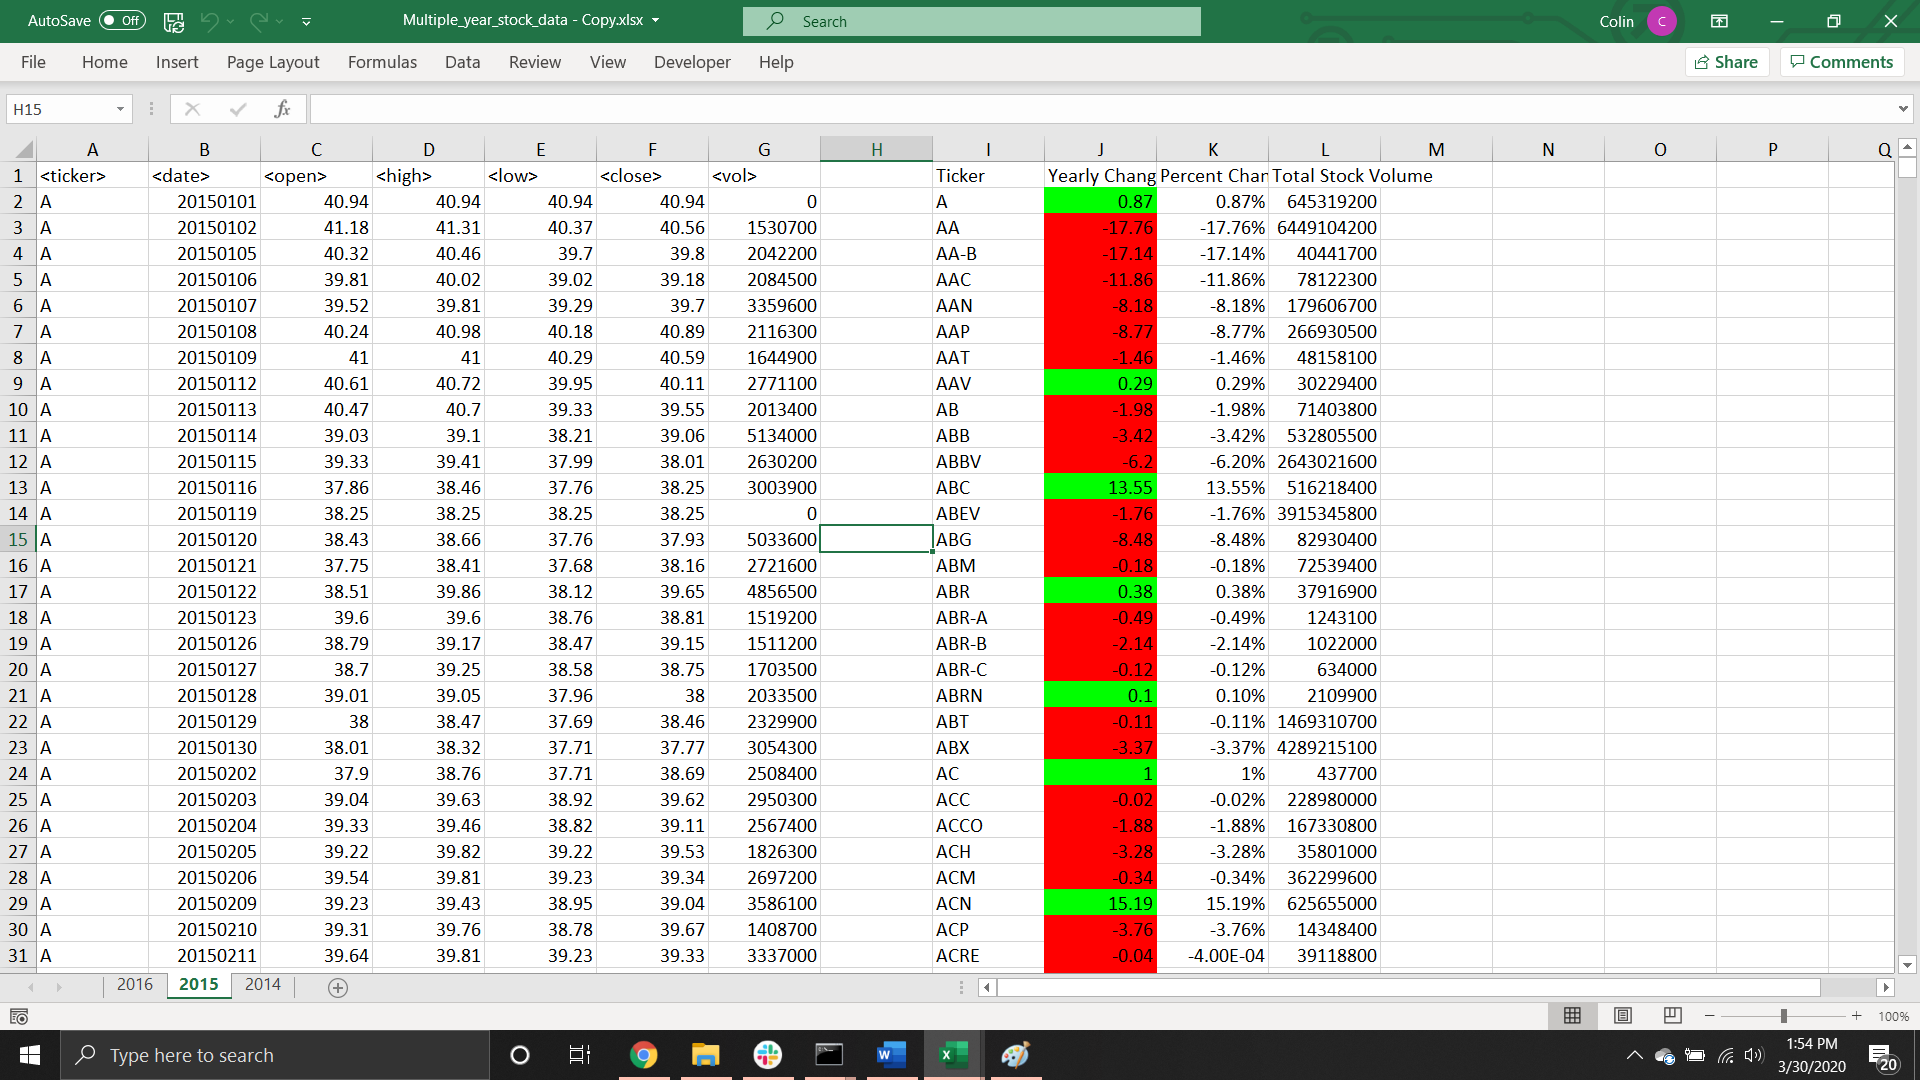 AutoSave Off Multiple_year_stock_data - Copy.xlsx Search Colin C
File Home Insert Page Layout Formulas Data Review View Developer Help Share Comments
H15 fx
A B C D E F G H I J K L M N O P Q
1 <ticker> <date> <open> <high> <low> <close> <vol> Ticker Yearly Chang Percent Char Total Stock Volume
2 A 20150101 40.94 40.94 40.94 40.94 0 A 0.87 0.87% 645319200
3 A 20150102 41.18 41.31 40.37 40.56 1530700 AA -17.76 -17.76% 6449104200
4 A 20150105 40.32 40.46 39.7 39.8 2042200 AA-B -17.14 -17.14% 40441700
5 A 20150106 39.81 40.02 39.02 39.18 2084500 AAC -11.86 -11.86% 78122300
6 A 20150107 39.52 39.81 39.29 39.7 3359600 AAN -8.18 -8.18% 179606700
7 A 20150108 40.24 40.98 40.18 40.89 2116300 AAP -8.77 -8.77% 266930500
8 A 20150109 41 41 40.29 40.59 1644900 AAT -1.46 -1.46% 48158100
9 A 20150112 40.61 40.72 39.95 40.11 2771100 AAV 0.29 0.29% 30229400
10 A 20150113 40.47 40.7 39.33 39.55 2013400 AB -1.98 -1.98% 71403800
11 A 20150114 39.03 39.1 38.21 39.06 5134000 ABB -3.42 -3.42% 532805500
12 A 20150115 39.33 39.41 37.99 38.01 2630200 ABBV -6.2 -6.20% 2643021600
13 A 20150116 37.86 38.46 37.76 38.25 3003900 ABC 13.55 13.55% 516218400
14 A 20150119 38.25 38.25 38.25 38.25 0 ABEV -1.76 -1.76% 3915345800
15 A 20150120 38.43 38.66 37.76 37.93 5033600 ABG -8.48 -8.48% 82930400
16 A 20150121 37.75 38.41 37.68 38.16 2721600 ABM -0.18 -0.18% 72539400
17 A 20150122 38.51 39.86 38.12 39.65 4856500 ABR 0.38 0.38% 37916900
18 A 20150123 39.6 39.6 38.76 38.81 1519200 ABR-A -0.49 -0.49% 1243100
19 A 20150126 38.79 39.17 38.47 39.15 1511200 ABR-B -2.14 -2.14% 1022000
20 A 20150127 38.7 39.25 38.58 38.75 1703500 ABR-C -0.12 -0.12% 634000
21 A 20150128 39.01 39.05 37.96 38 2033500 ABRN 0.1 0.10% 2109900
22 A 20150129 38 38.47 37.69 38.46 2329900 ABT -0.11 -0.11% 1469310700
23 A 20150130 38.01 38.32 37.71 37.77 3054300 ABX -3.37 -3.37% 4289215100
24 A 20150202 37.9 38.76 37.71 38.69 2508400 AC 1 1% 437700
25 A 20150203 39.04 39.63 38.92 39.62 2950300 ACC -0.02 -0.02% 228980000
26 A 20150204 39.33 39.46 38.82 39.11 2567400 ACCO -1.88 -1.88% 167330800
27 A 20150205 39.22 39.82 39.22 39.53 1826300 ACH -3.28 -3.28% 35801000
28 A 20150206 39.54 39.81 39.23 39.34 2697200 ACM -0.34 -0.34% 362299600
29 A 20150209 39.23 39.43 38.95 39.04 3586100 ACN 15.19 15.19% 625655000
30 A 20150210 39.31 39.76 38.78 39.67 1408700 ACP -3.76 -3.76% 14348400
31 A 20150211 39.64 39.81 39.23 39.33 3337000 ACRE -0.04 -4.00E-04 39118800
2016 2015 2014
100%
Type here to search 1:54 PM
3/30/2020 20